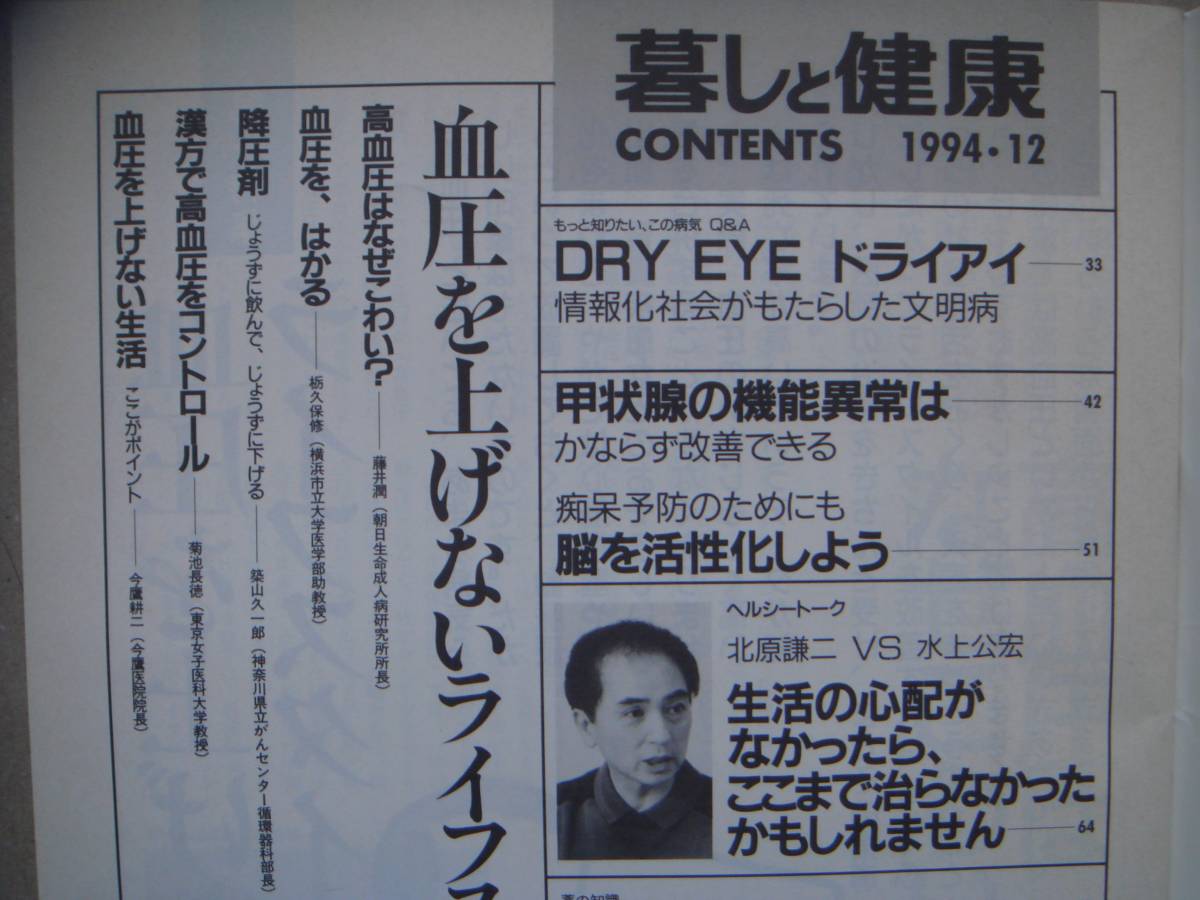 暮しと健康
CONTENTS 1994・12
もっと知りたい、この病気 Q&A
DRY EYE ドライアイ 33
情報化社会がもたらした文明病
甲状腺の機能異常は 42
かならず改善できる
痴呆予防のためにも
脳を活性化しよう 51
ヘルシートーク
北原謙二 VS 水上公宏
生活の心配が
なかったら、
ここまで治らなかった
かもしれません 64
薬の知識
血圧を上げないライフス
高血圧はなぜこわい? 藤井潤(朝日生命成人病研究所所長)
血圧を、はかる 栃久保修(横浜市立大学医学部助教授)
降圧剤 じょうずに飲んで、じょうずに下げる 築山久一郎(神奈川県立がんセンター循環器科部長)
漢方で高血圧をコントロール 菊池長徳(東京女子医科大学教授)
血圧を上げない生活 ここがポイント 今鷹耕二(今鷹医院院長)